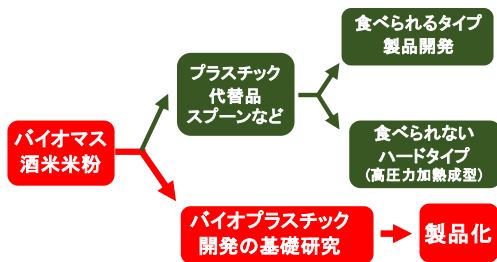 食べられるタイプ
製品開発
プラスチック
代替品
スプーンなど
食べられない
ハードタイプ
(高圧力加熱成型)
バイオマス
酒米米粉
バイオプラスチック
開発の基礎研究
製品化